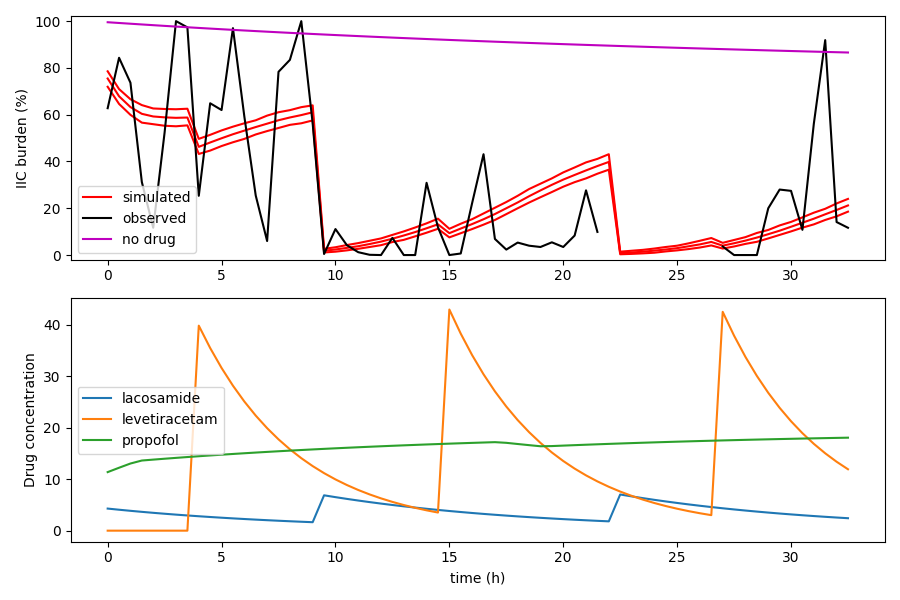 100
80
60
40
20
0
IIC burden (%)
simulated
observed
no drug
0 5 10 15 20 25 30
40
30
20
10
0
Drug concentration
lacosamide
levetiracetam
propofol
0 5 10 15 20 25 30
time (h)